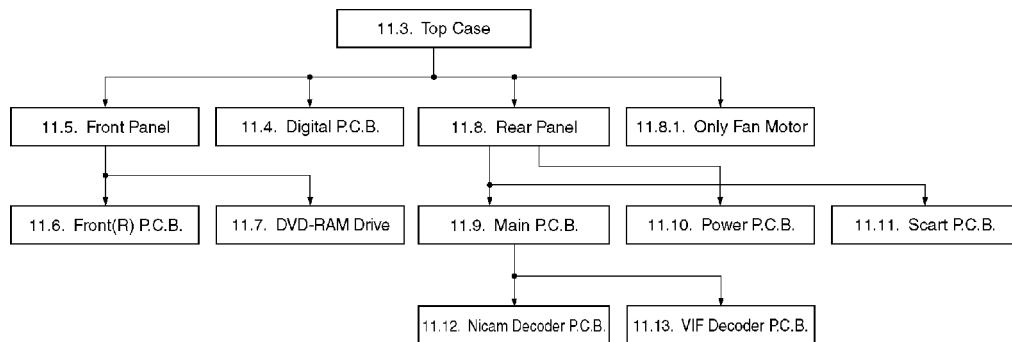 11.3. Top Case
11.5. Front Panel
11.4. Digital P.C.B.
11.8. Rear Panel
11.8.1. Only Fan Motor
11.6. Front(R) P.C.B.
11.7. DVD-RAM Drive
11.9. Main P.C.B.
11.10. Power P.C.B.
11.11. Scart P.C.B.
11.12. Nicam Decoder P.C.B.
11.13. VIF Decoder P.C.B.